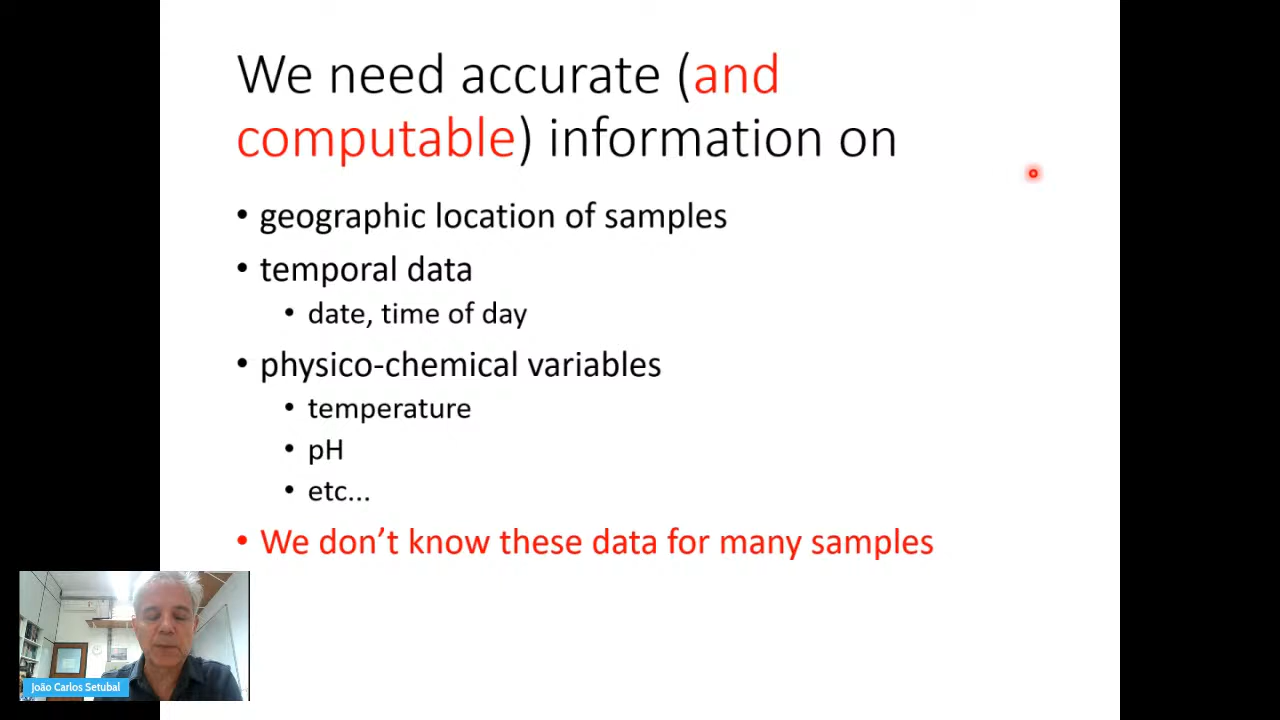 We need accurate (and
computable) information on
• geographic location of samples
• temporal data
• date, time of day
• physico-chemical variables
• temperature
• pH
• etc...
• We don’t know these data for many samples
João Carlos Setubal